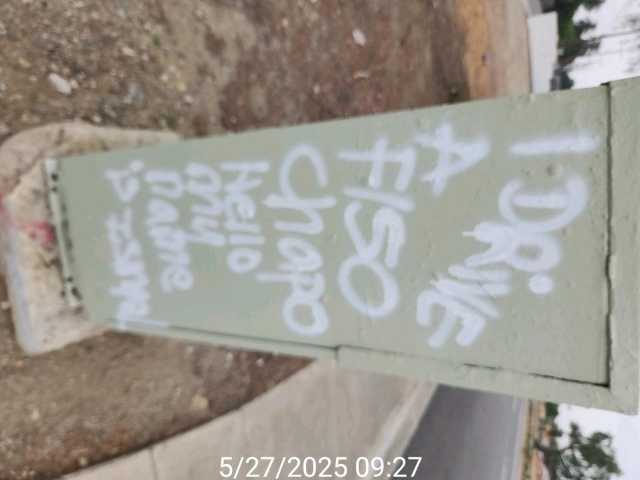 I DRIVE
A
F150
Chapo
Hello
my
name
is
5/27/2025 09:27